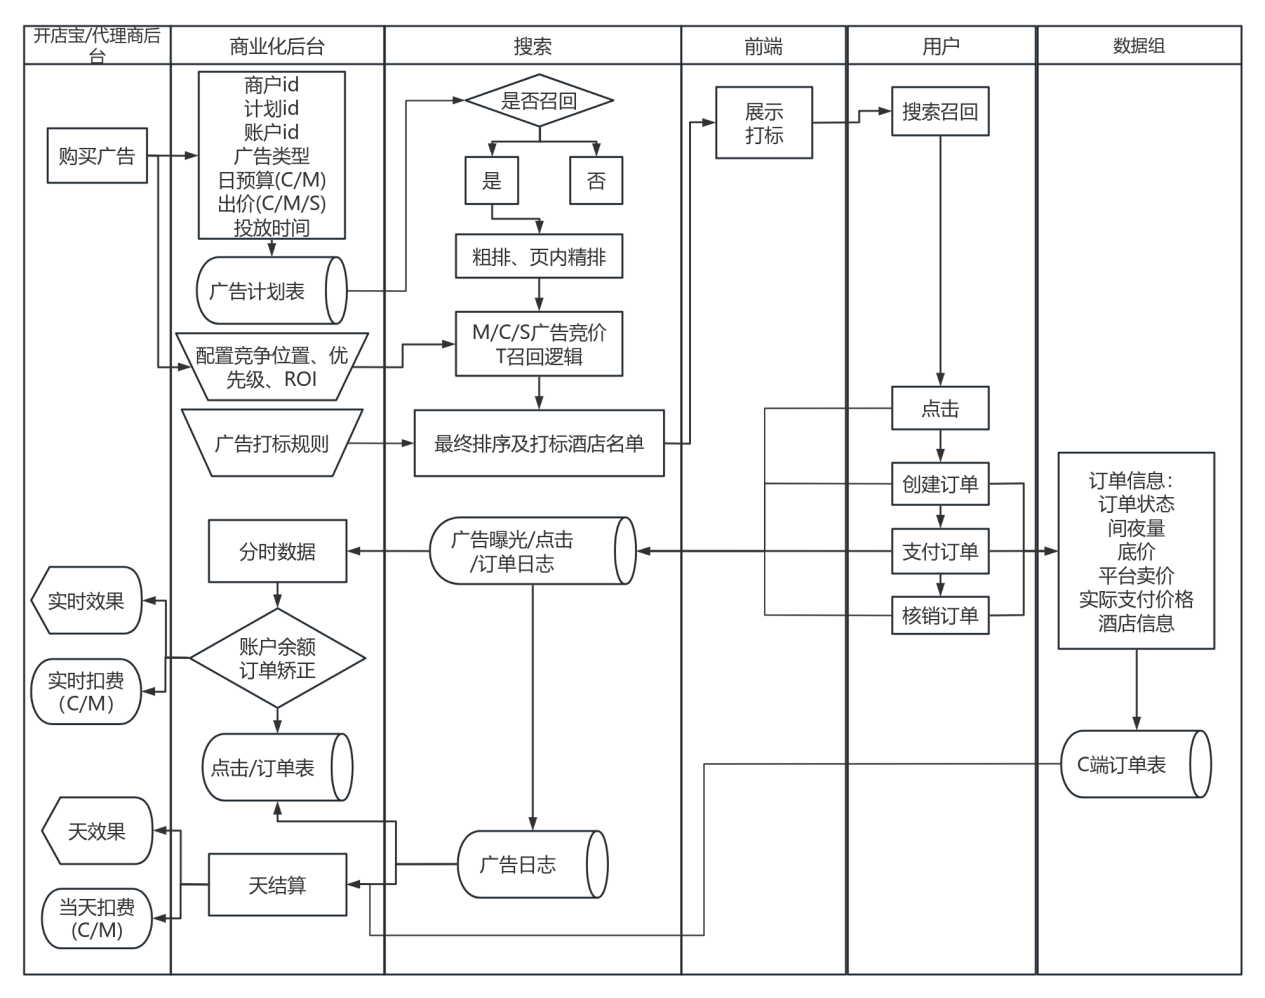 开店宝/代理商后
台
商业化后台
搜索
前端
用户
数据组
购买广告
商户id
计划id
账户id
广告类型
日预算(C/M)
出价(C/M/S)
投放时间
广告计划表
配置竞争位置、优
先级、ROI
广告打标规则
是否召回
是
否
粗排、页内精排
M/C/S广告竞价
T召回逻辑
最终排序及打标酒店名单
展示
打标
搜索召回
点击
创建订单
支付订单
核销订单
订单信息：
订单状态
间夜量
底价
平台卖价
实际支付价格
酒店信息
C端订单表
广告曝光/点击
/订单日志
分时数据
账户余额
订单矫正
实时效果
实时扣费
(C/M)
点击/订单表
广告日志
天结算
天效果
当天扣费
(C/M)